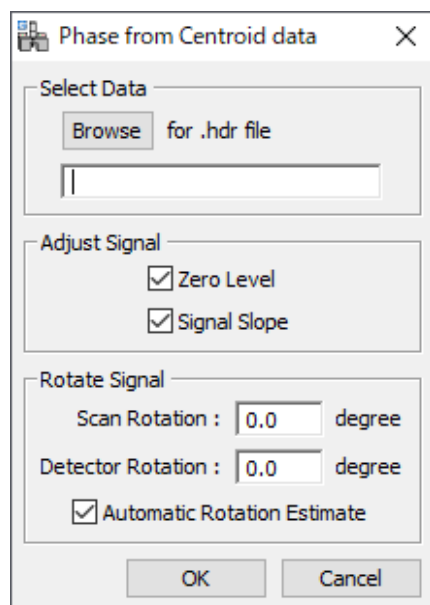 Phase from Centroid data
Select Data
Browse for .hdr file
Adjust Signal
Zero Level
Signal Slope
Rotate Signal
Scan Rotation : 0.0 degree
Detector Rotation : 0.0 degree
Automatic Rotation Estimate
OK Cancel